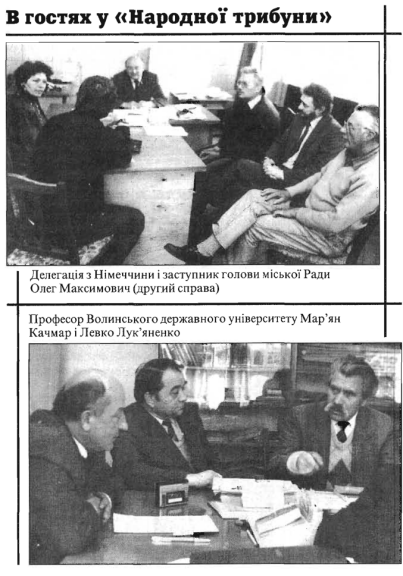 В гостях у «Народної трибуни»
Делегація з Німеччини і заступник голови міської Ради
Олег Максимович (другий справа)
Професор Волинського державного університету Мар’ян
Качмар і Левко Лук’яненко